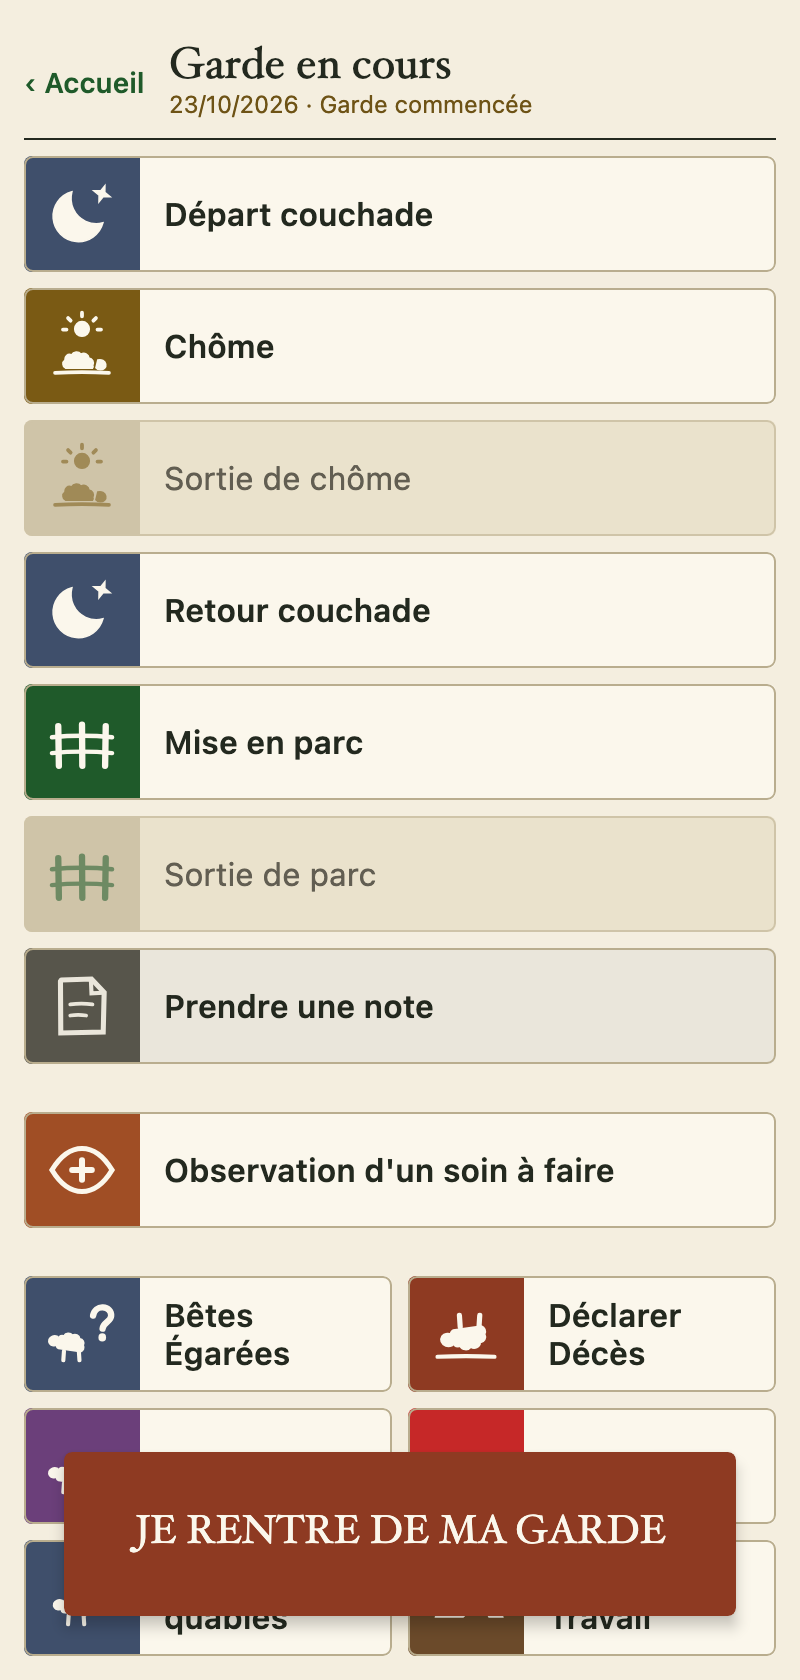 ‹ Accueil
Garde en cours
23/10/2026 · Garde commencée
Départ couchade
Chôme
Sortie de chôme
Retour couchade
Mise en parc
Sortie de parc
Prendre une note
Observation d'un soin à faire
Bêtes
Égarées
Déclarer
Décès
JE RENTRE DE MA GARDE
quables
Travail